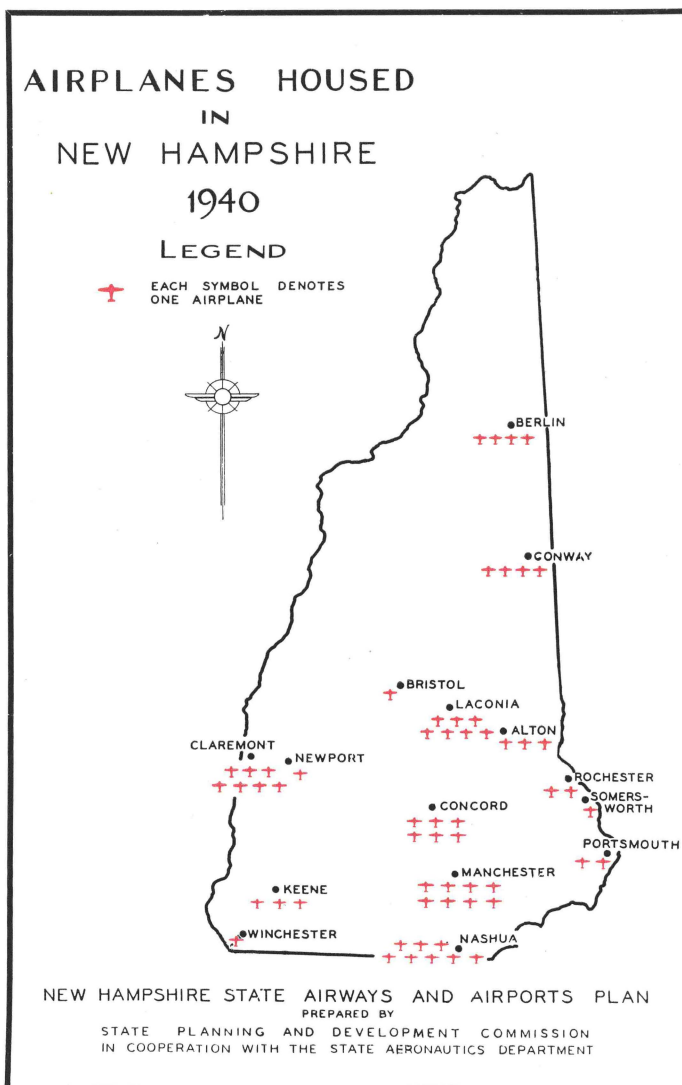 AIRPLANES HOUSED
IN
NEW HAMPSHIRE
1940
LEGEND
EACH SYMBOL DENOTES
ONE AIRPLANE
N
BERLIN
CONWAY
BRISTOL
LACONIA
ALTON
CLAREMONT
NEWPORT
ROCHESTER
SOMERS-
WORTH
CONCORD
PORTSMOUTH
MANCHESTER
KEENE
WINCHESTER
NASHUA
NEW HAMPSHIRE STATE AIRWAYS AND AIRPORTS PLAN
PREPARED BY
STATE PLANNING AND DEVELOPMENT COMMISSION
IN COOPERATION WITH THE STATE AERONAUTICS DEPARTMENT